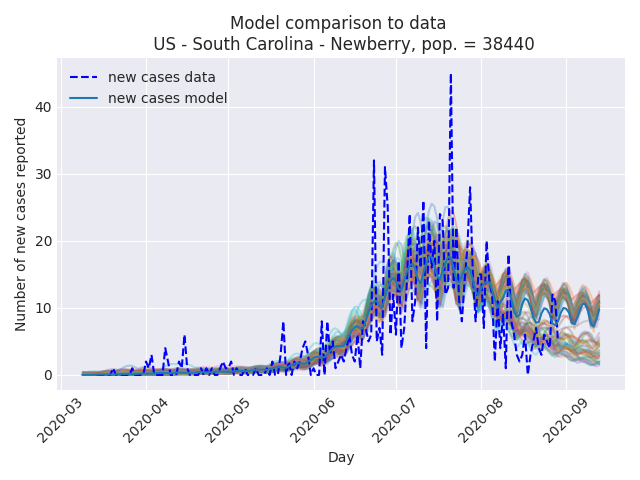 Model comparison to data
US - South Carolina - Newberry, pop. = 38440
new cases data
new cases model
Number of new cases reported
40
30
20
10
0
2020-03
2020-04
2020-05
2020-06
2020-07
2020-08
2020-09
Day